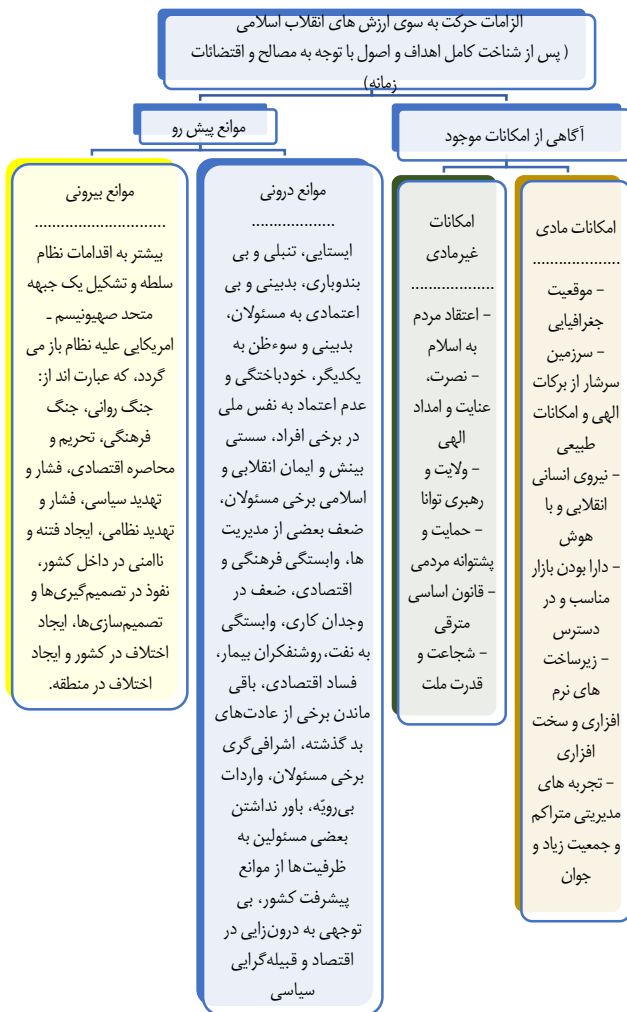 الزامات حرکت به سوی ارزش های انقلاب اسلامی
( پس از شناخت کامل اهداف و اصول با توجه به مصالح و اقتضائات
زمانه)
آگاهی از امکانات موجود
موانع پیش رو
امکانات مادی
.....................
- موقعیت
جغرافیایی
- سرزمین
سرشار از برکات
الهی و امکانات
طبیعی
- نیروی انسانی
انقلابی و با
هوش
- دارا بودن بازار
مناسب و در
دسترس
- زیرساخت
های نرم
افزاری و سخت
افزاری
- تجربه های
مدیریتی متراکم
و جمعیت زیاد و
جوان
امکانات
غیرمادی
.....................
- اعتقاد مردم
به اسلام
- نصرت،
عنایت و امداد
الهی
- ولایت و
رهبری توانا
- حمایت و
پشتوانه مردمی
- قانون اساسی
مترقی
- شجاعت و
قدرت ملت
موانع درونی
...................
ایستایی، تنبلی و بی
بندوباری، بدبینی و بی
اعتمادی به مسئولان،
بدبینی و سوءظن به
یکدیگر، خودباختگی و
عدم اعتماد به نفس ملی
در برخی افراد، سستی
بینش و ایمان انقلابی و
اسلامی برخی مسئولان،
ضعف بعضی از مدیریت
ها، وابستگی فرهنگی و
اقتصادی، ضعف در
وجدان کاری، وابستگی
به نفت، روشنفکران بیمار،
فساد اقتصادی، باقی
ماندن برخی از عادت‌های
بد گذشته، اشرافی‌گری
برخی مسئولان، واردات
بی‌رویّه، باور نداشتن
بعضی مسئولین به
ظرفیت‌ها از موانع
پیشرفت کشور، بی
توجهی به درون‌زایی در
اقتصاد و قبیله‌گرایی
سیاسی
موانع بیرونی
..............................
بیشتر به اقدامات نظام
سلطه و تشکیل یک جبهه
متحد صهیونیسم ـ
امریکایی علیه نظام باز می
گردد، که عبارت اند از:
جنگ روانی، جنگ
فرهنگی، تحریم و
محاصره اقتصادی، فشار و
تهدید سیاسی، فشار و
تهدید نظامی، ایجاد فتنه و
ناامنی در داخل کشور،
نفوذ در تصمیم‌گیری‌ها و
تصمیم‌سازی‌ها، ایجاد
اختلاف در کشور و ایجاد
اختلاف در منطقه.